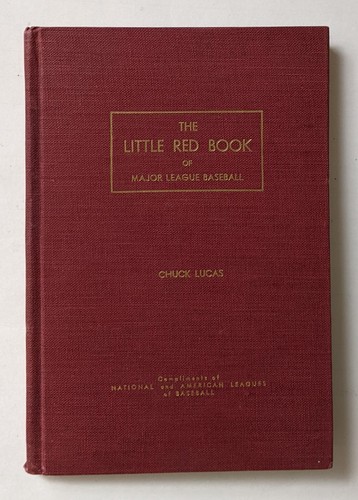 THE
LITTLE RED BOOK
OF
MAJOR LEAGUE BASEBALL
CHUCK LUCAS
Compliments of
NATIONAL and AMERICAN LEAGUES
of BASEBALL